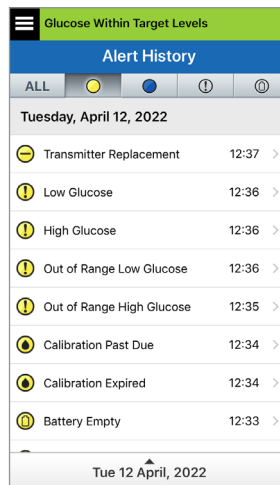 Glucose Within Target Levels
Alert History
ALL
Tuesday, April 12, 2022
Transmitter Replacement 12:37
Low Glucose 12:36
High Glucose 12:36
Out of Range Low Glucose 12:36
Out of Range High Glucose 12:35
Calibration Past Due 12:34
Calibration Expired 12:34
Battery Empty 12:33
Tue 12 April, 2022